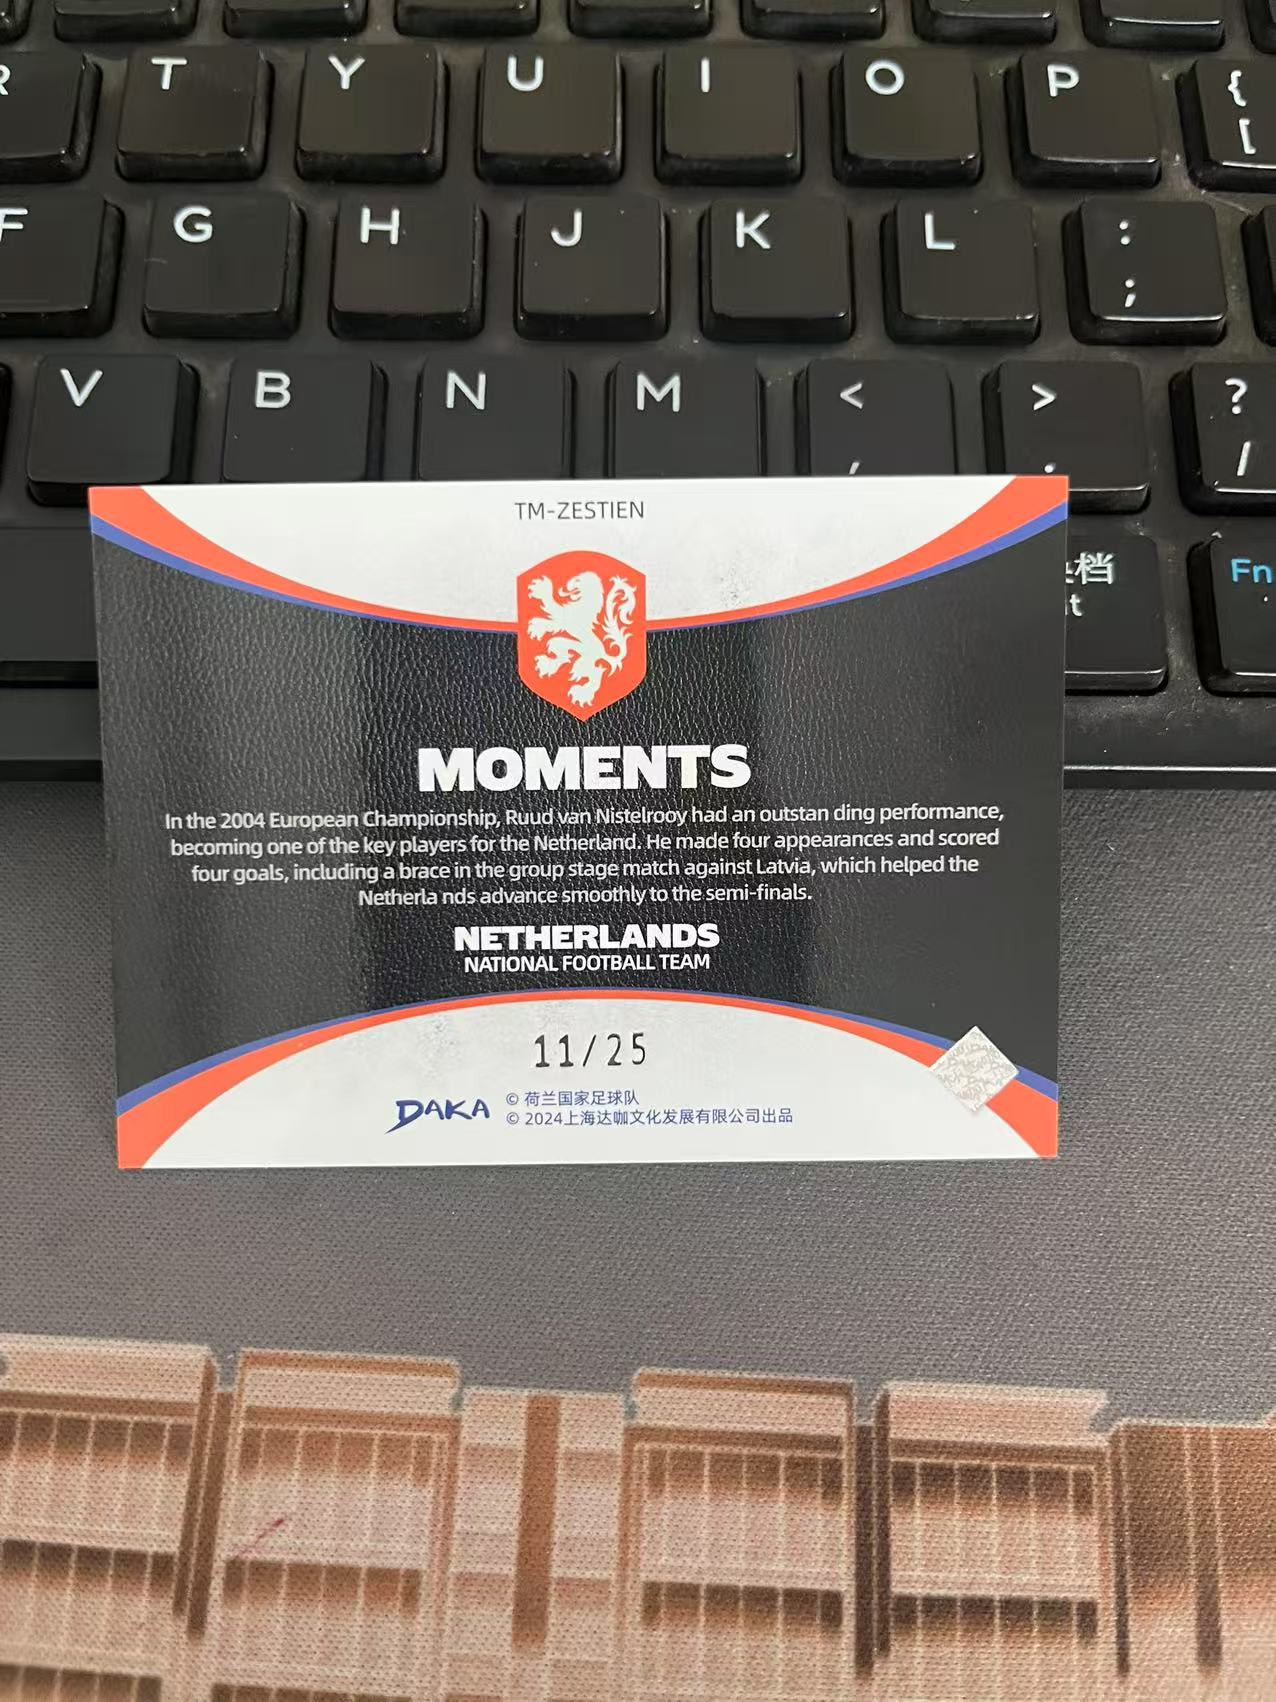 R T Y U I O P {
[
F G H J K L :
;
V B N M < > ?
, . /
档 Fn
t
TM-ZESTIEN
MOMENTS
In the 2004 European Championship, Ruud van Nistelrooy had an outstan ding performance,
becoming one of the key players for the Netherland. He made four appearances and scored
four goals, including a brace in the group stage match against Latvia, which helped the
Netherla nds advance smoothly to the semi-finals.
NETHERLANDS
NATIONAL FOOTBALL TEAM
11/25
DAKA
© 荷兰国家足球队
© 2024上海达咖文化发展有限公司出品